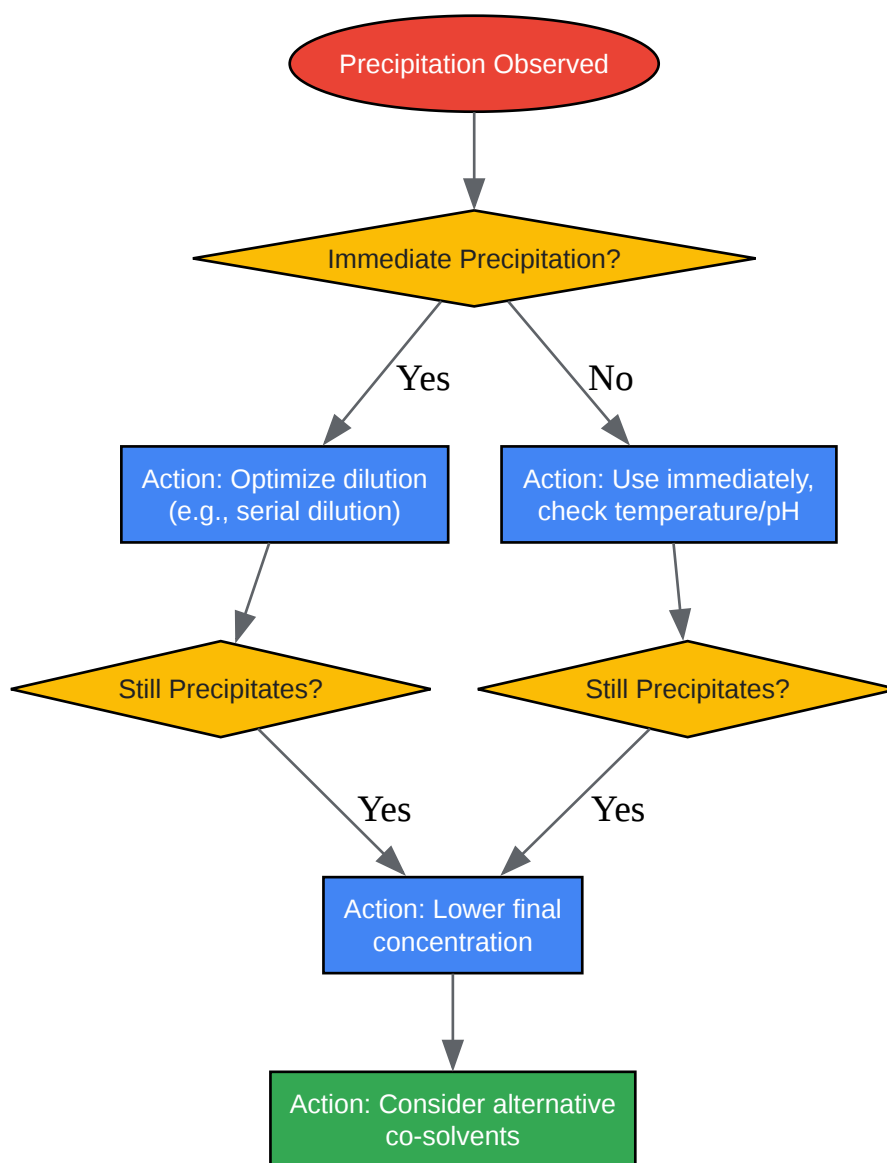 Precipitation Observed
Immediate Precipitation?
Yes
No
Action: Optimize dilution
(e.g., serial dilution)
Action: Use immediately,
check temperature/pH
Still Precipitates?
Still Precipitates?
Yes
Yes
Action: Lower final
concentration
Action: Consider alternative
co-solvents